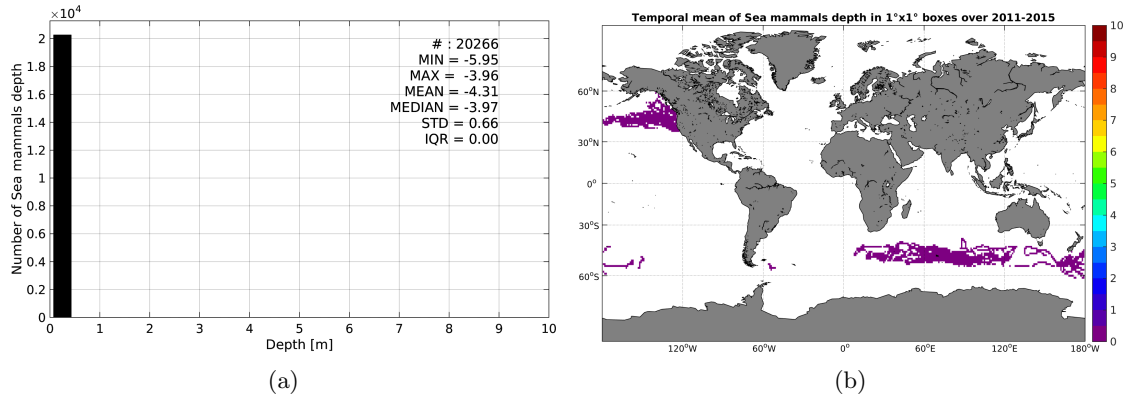 ×10⁴
2.0
1.8
1.6
1.4
1.2
1.0
0.8
0.6
0.4
0.2
0
Number of Sea mammals depth
# : 20266
MIN = -5.95
MAX = -3.96
MEAN = -4.31
MEDIAN = -3.97
STD = 0.66
IQR = 0.00
0 1 2 3 4 5 6 7 8 9 10
Depth [m]
(a)
Temporal mean of Sea mammals depth in 1°x1° boxes over 2011-2015
60°N
30°N
0°
30°S
60°S
120°W 60°W 0° 60°E 120°E 180°W
10
9
8
7
6
5
4
3
2
1
0
(b)